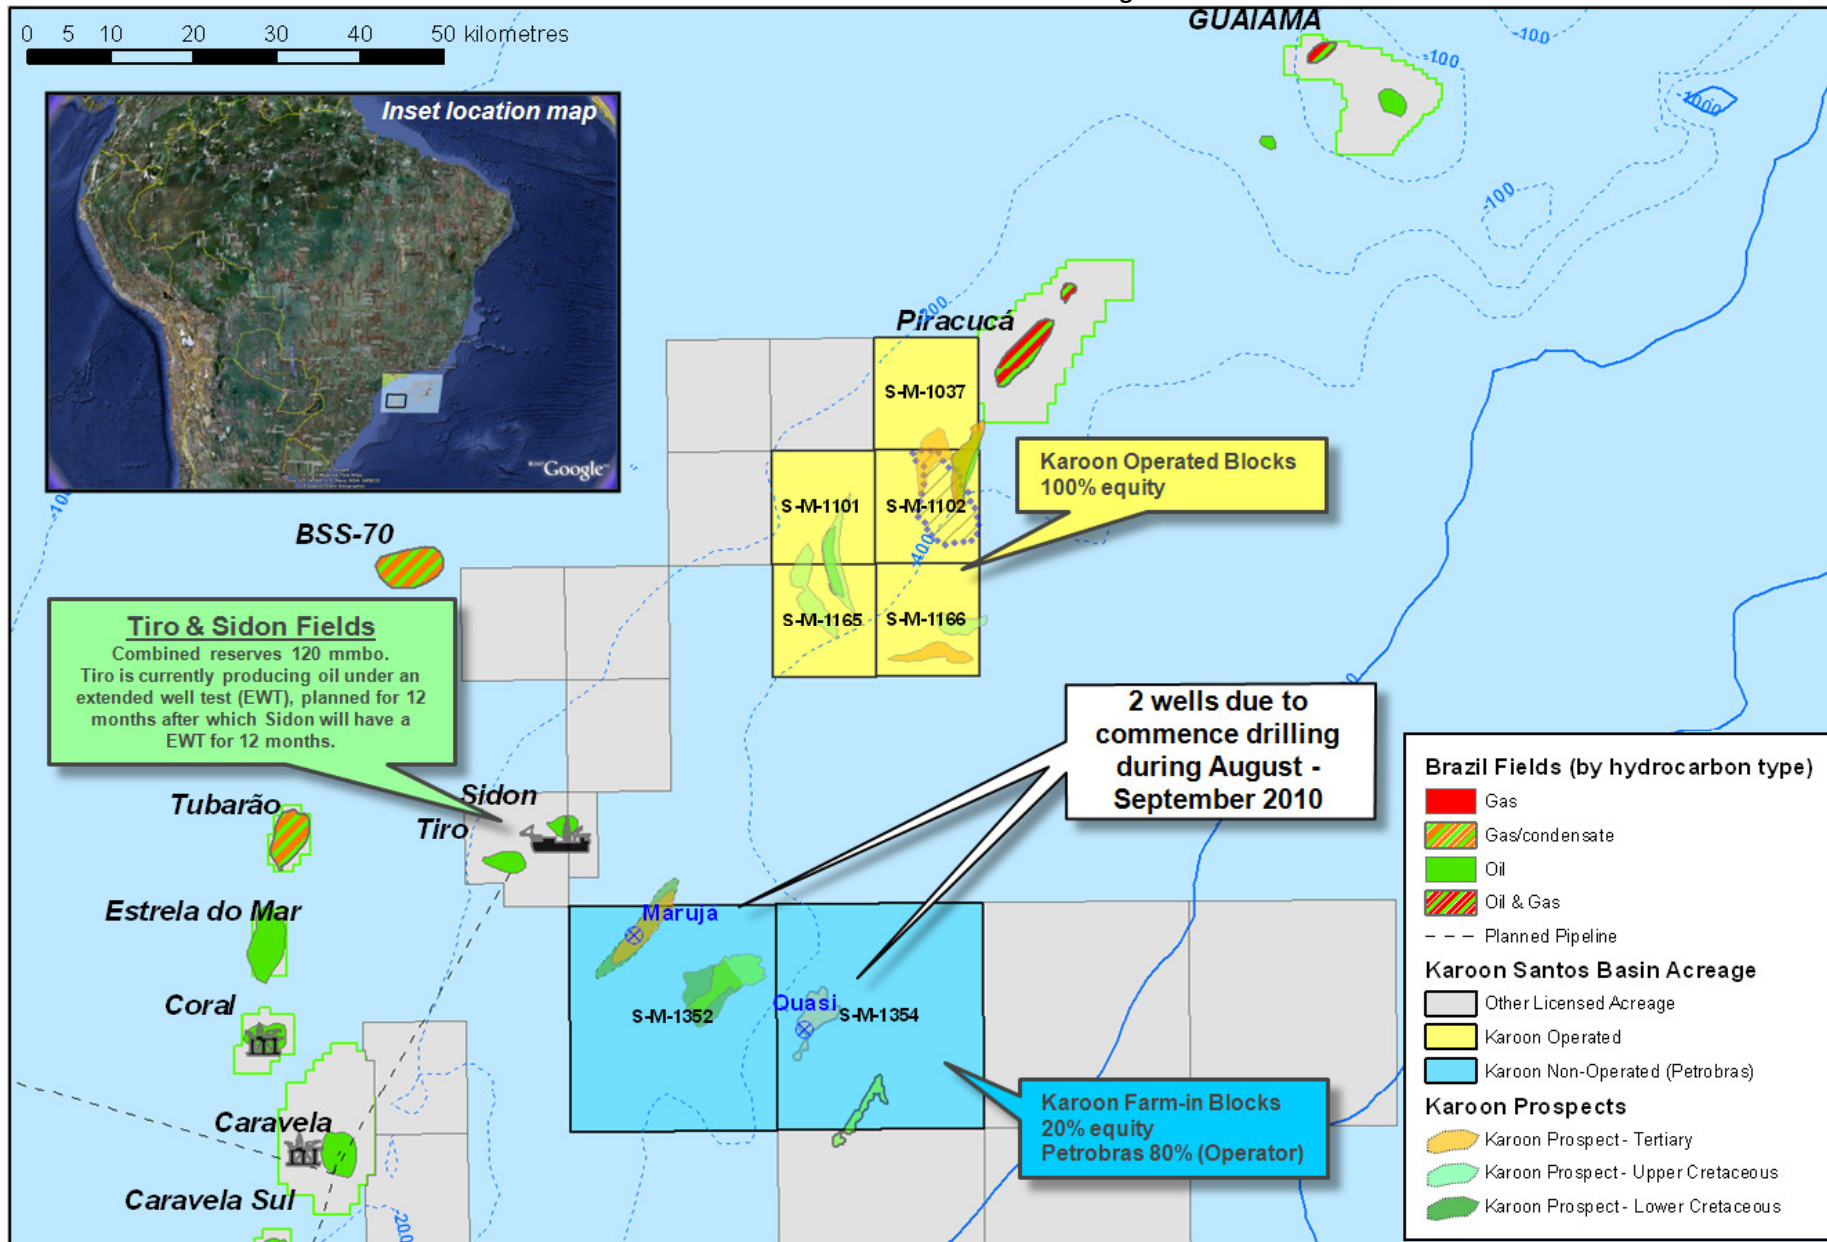 GUAIAMA
0 5 10 20 30 40 50 kilometres
-100
-100
-1000
Inset location map
Google
-100
-200
Piracucá
S-M-1037
Karoon Operated Blocks
100% equity
S-M-1101
S-M-1102
-400
BSS-70
S-M-1165
S-M-1166
Tiro & Sidon Fields
Combined reserves 120 mmbo.
Tiro is currently producing oil under an
extended well test (EWT), planned for 12
months after which Sidon will have a
EWT for 12 months.
2 wells due to
commence drilling
during August -
September 2010
Sidon
Tiro
Tubarão
Estrela do Mar
Maruja
Coral
Quasi
S-M-1352
S-M-1354
Karoon Farm-in Blocks
20% equity
Petrobras 80% (Operator)
Caravela
Caravela Sul
-200
Brazil Fields (by hydrocarbon type)
Gas
Gas/condensate
Oil
Oil & Gas
Planned Pipeline
Karoon Santos Basin Acreage
Other Licensed Acreage
Karoon Operated
Karoon Non-Operated (Petrobras)
Karoon Prospects
Karoon Prospect - Tertiary
Karoon Prospect - Upper Cretaceous
Karoon Prospect - Lower Cretaceous